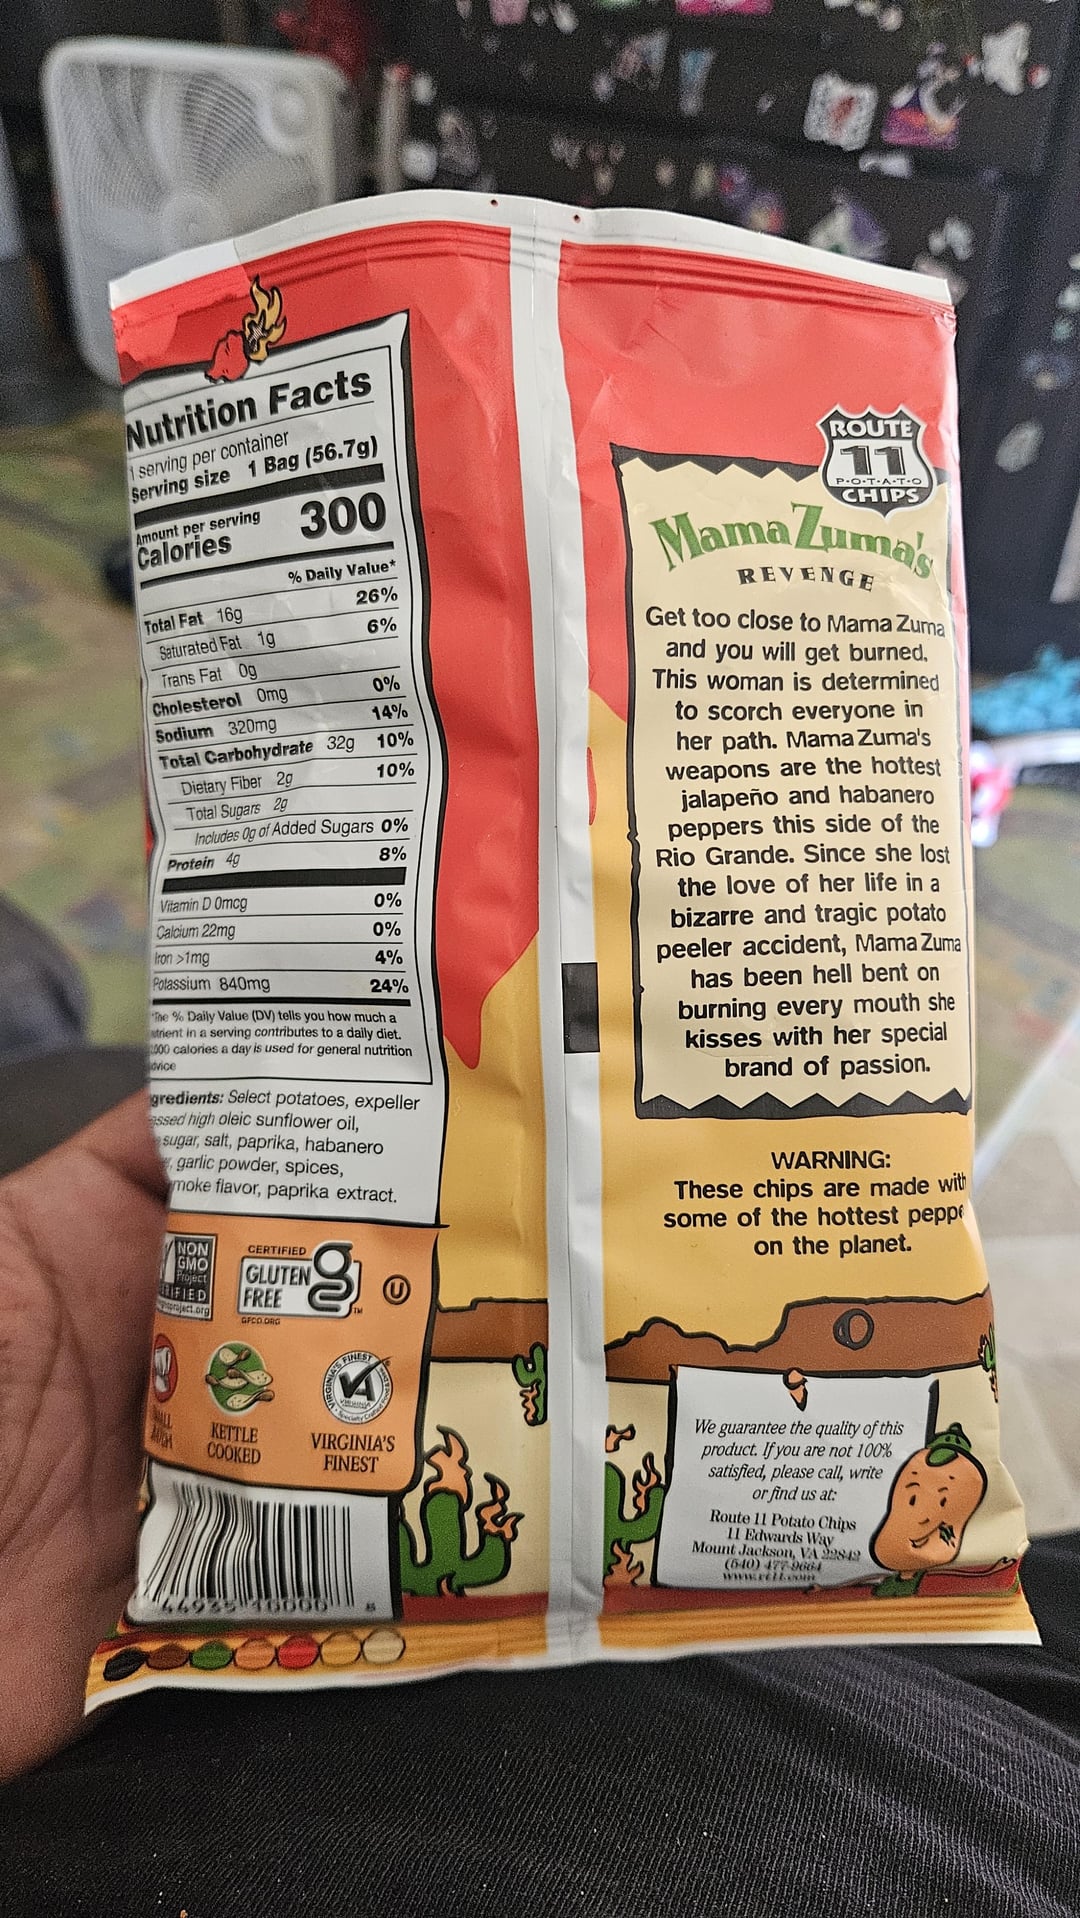 Nutrition Facts
1 serving per container
Serving size 1 Bag (56.7g)
Amount per serving
Calories 300
% Daily Value*
Total Fat 16g 26%
Saturated Fat 1g 6%
Trans Fat 0g
Cholesterol 0mg 0%
Sodium 320mg 14%
Total Carbohydrate 32g 10%
Dietary Fiber 2g 10%
Total Sugars 2g
Includes 0g of Added Sugars 0%
Protein 4g 8%
Vitamin D 0mcg 0%
Calcium 22mg 0%
Iron >1mg 4%
Potassium 840mg 24%
*The % Daily Value (DV) tells you how much a
in a serving contributes to a daily diet.
calories a day is used for general nutrition
Select potatoes, expeller
high oleic sunflower oil,
sugar, salt, paprika, habanero
garlic powder, spices,
flavor, paprika extract.
NON
GMO
Project
CERTIFIED
GLUTEN
FREE
GFCO.ORG
TM
U
KETTLE
COOKED
VIRGINIA'S FINEST
VA
VIRGINIA'S
FINEST
ROUTE
11
P·O·T·A·T·O
CHIPS
Mama Zuma's
REVENGE
Get too close to Mama Zuma
and you will get burned.
This woman is determined
to scorch everyone in
her path. Mama Zuma's
weapons are the hottest
jalapeño and habanero
peppers this side of the
Rio Grande. Since she lost
the love of her life in a
bizarre and tragic potato
peeler accident, Mama Zuma
has been hell bent on
burning every mouth she
kisses with her special
brand of passion.
WARNING:
These chips are made with
some of the hottest
on the planet.
We guarantee the quality of this
product. If you are not 100%
satisfied, please call, write
or find us at:
Route 11 Potato Chips
11 Edwards Way
Mount Jackson, VA 22842
(540) 477-9664
www.rt11.com